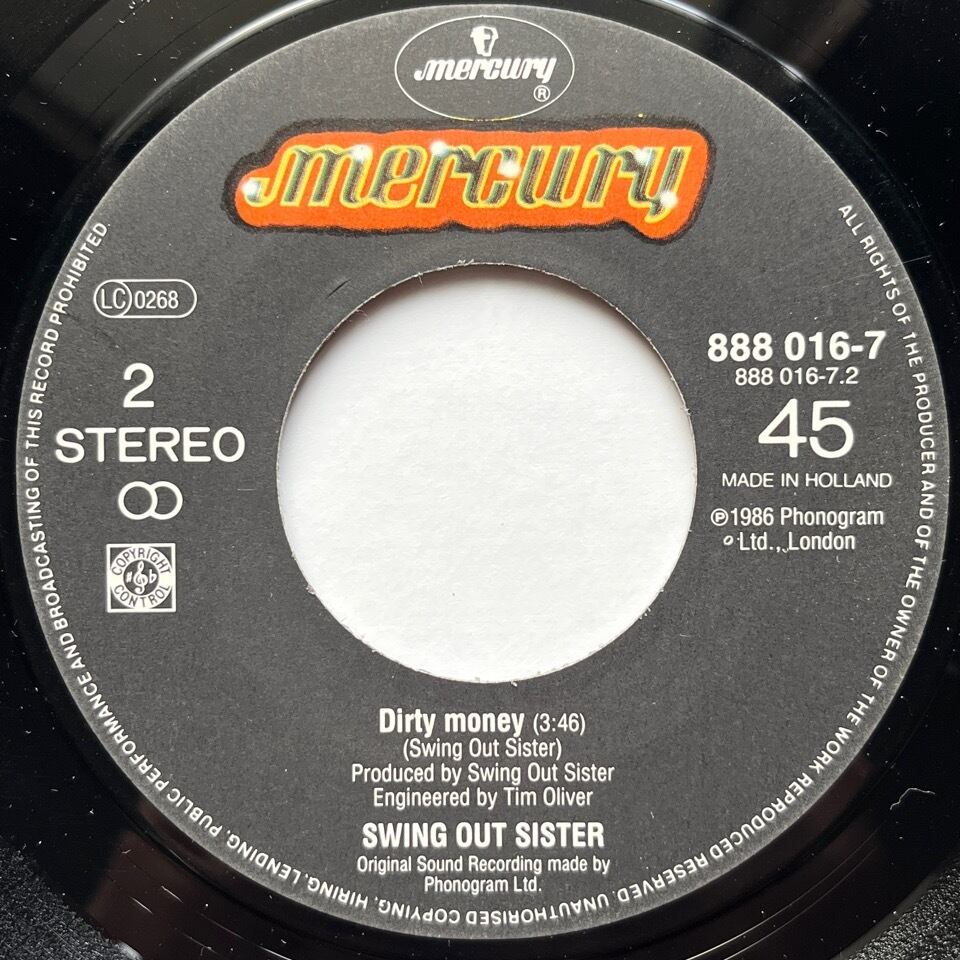 mercury
®
mercury
LC 0268
2
STEREO
COPYRIGHT
CONTROL
888 016-7
888 016-7.2
45
MADE IN HOLLAND
℗1986 Phonogram
Ltd., London
Dirty money (3:46)
(Swing Out Sister)
Produced by Swing Out Sister
Engineered by Tim Oliver
SWING OUT SISTER
Original Sound Recording made by
Phonogram Ltd.
ALL RIGHTS OF THE PRODUCER AND OF THE OWNER OF THE WORK REPRODUCED RESERVED. UNAUTHORISED COPYING, HIRING, LENDING, PUBLIC PERFORMANCE AND BROADCASTING OF THIS RECORD PROHIBITED.